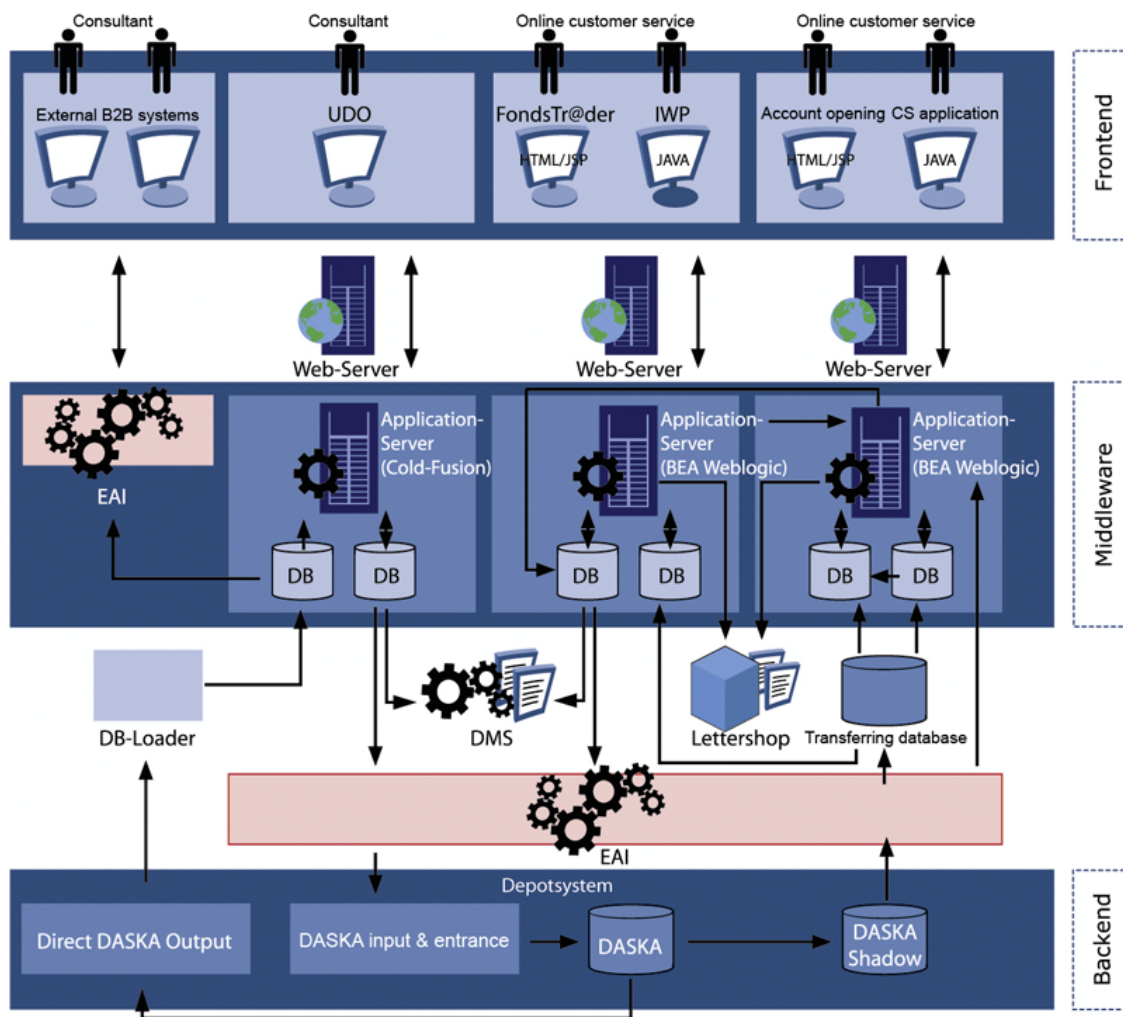 Consultant
Consultant
Online customer service
Online customer service
External B2B systems
UDO
FondsTr@der
IWP
Account opening
CS application
HTML/JSP
JAVA
HTML/JSP
JAVA
Frontend
Web-Server
Web-Server
Web-Server
Application-
Server
(Cold-Fusion)
Application-
Server
(BEA Weblogic)
Application-
Server
(BEA Weblogic)
EAI
DB
DB
DB
DB
DB
DB
Middleware
DB-Loader
DMS
Lettershop
Transferring database
EAI
Depotsystem
Direct DASKA Output
DASKA input & entrance
DASKA
DASKA
Shadow
Backend